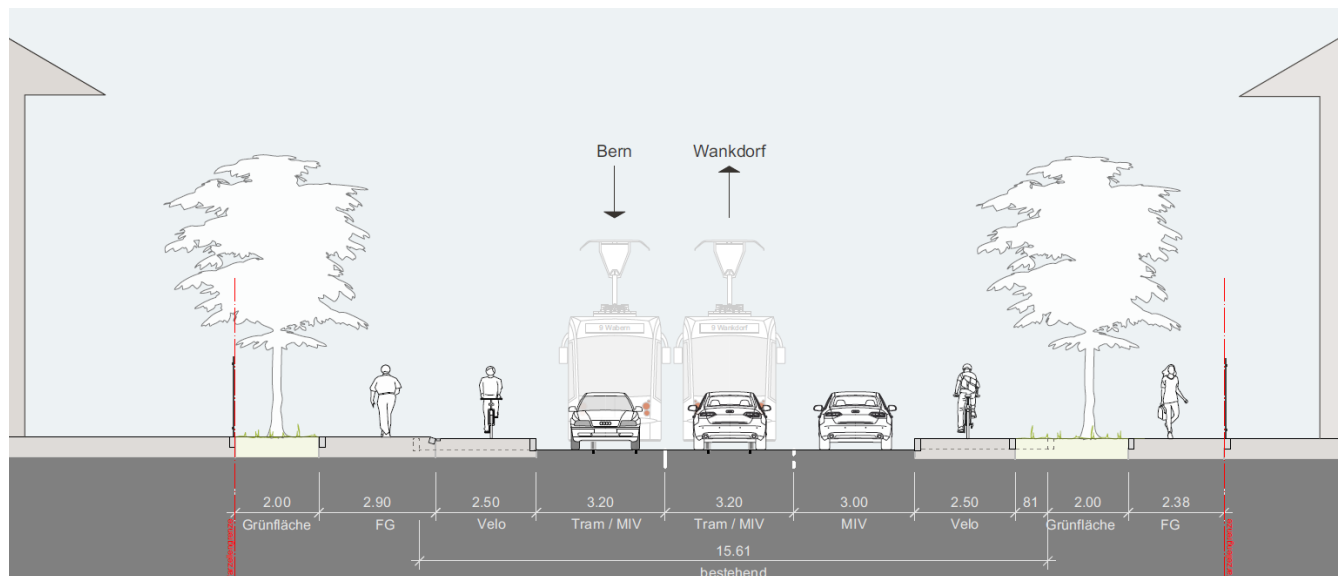 Bern
Wankdorf
9 Wabern
9 Wankdorf
2.00
2.90
2.50
3.20
3.20
3.00
2.50
81
2.00
2.38
Grünfläche
FG
Velo
Tram / MIV
Tram / MIV
MIV
Velo
Grünfläche
FG
15.61
bestehend